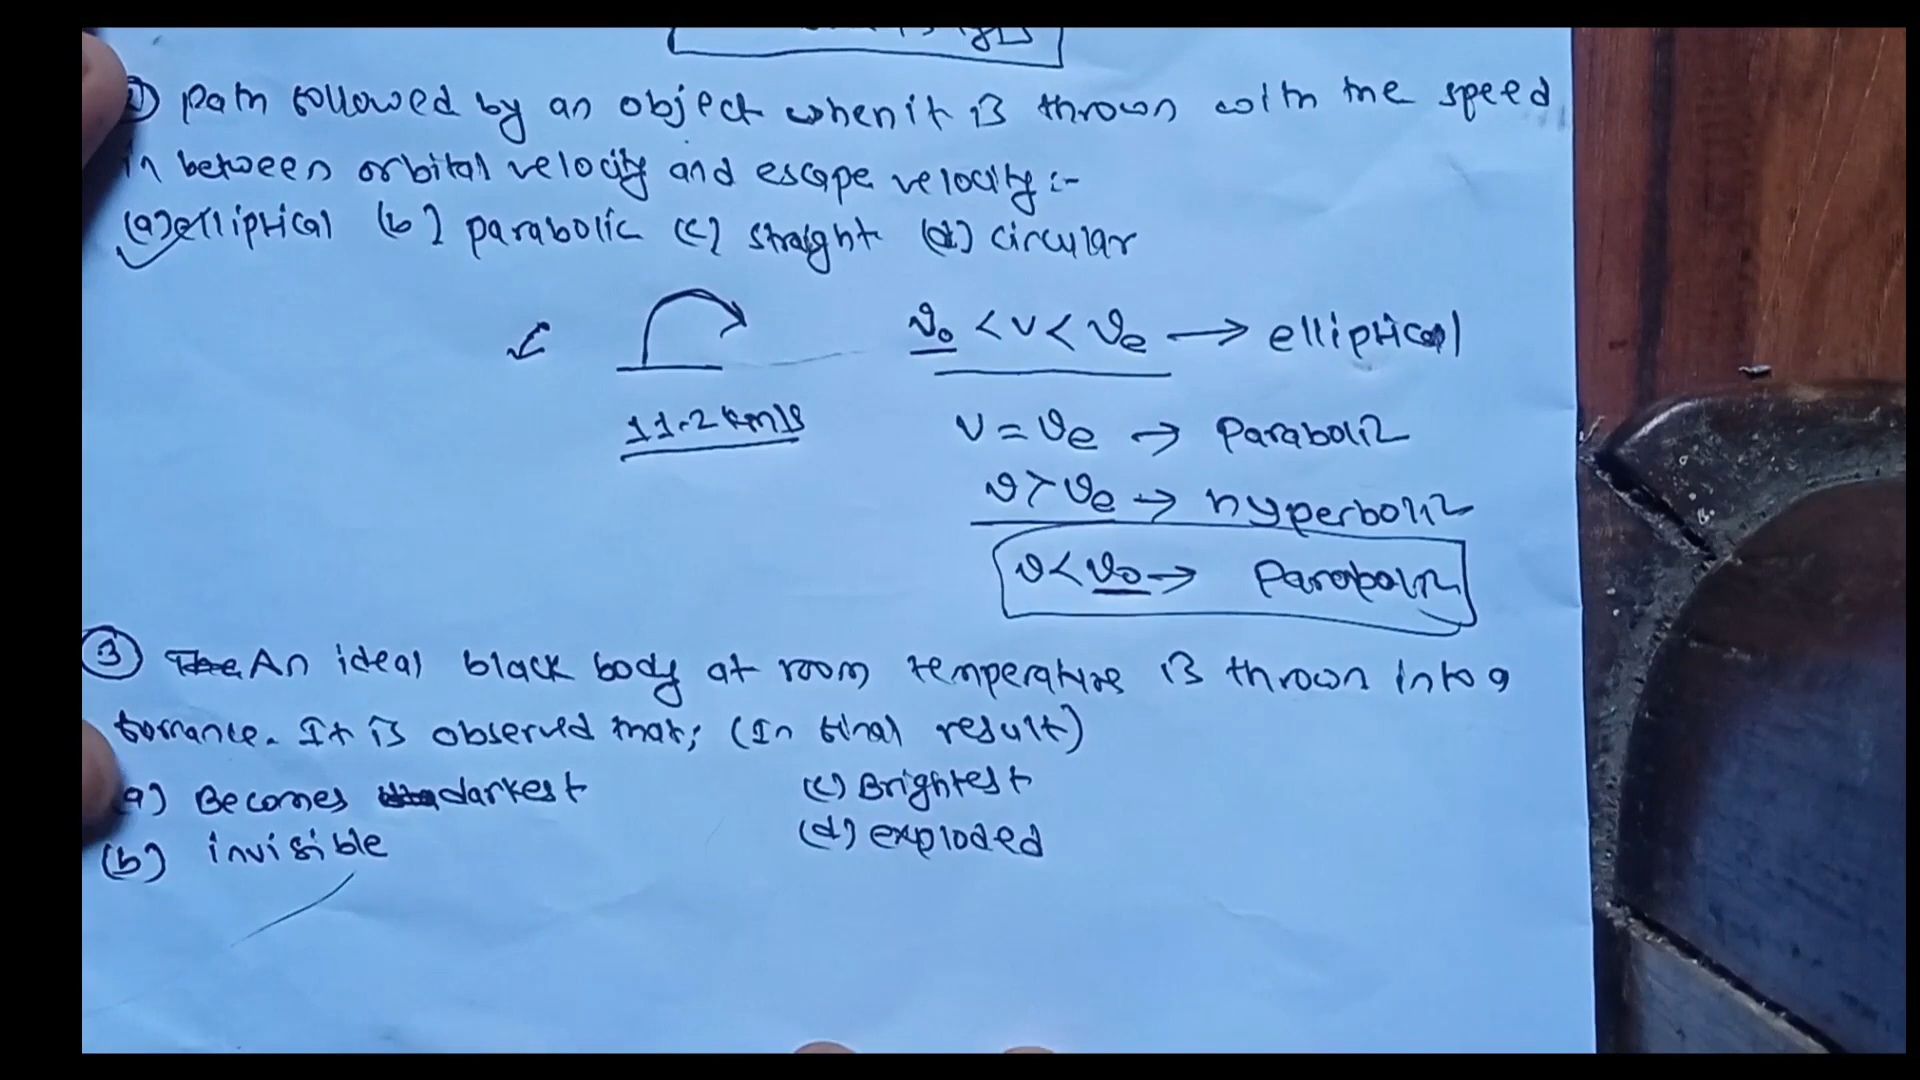 Path followed by an object when it is thrown with the speed
in between orbital velocity and escape velocity :-
(a) elliptical (b) parabolic (c) straight (d) circular
v₀ < v < ve → elliptical
11.2 km/s
v = ve → Parabolic
v > ve → hyperbolic
v < v₀ → Parabolic
③ An ideal black body at room temperature is thrown into a
furnance. It is observed that; (In final result)
a) Becomes darkest (c) Brightest
(b) invisible (d) exploded